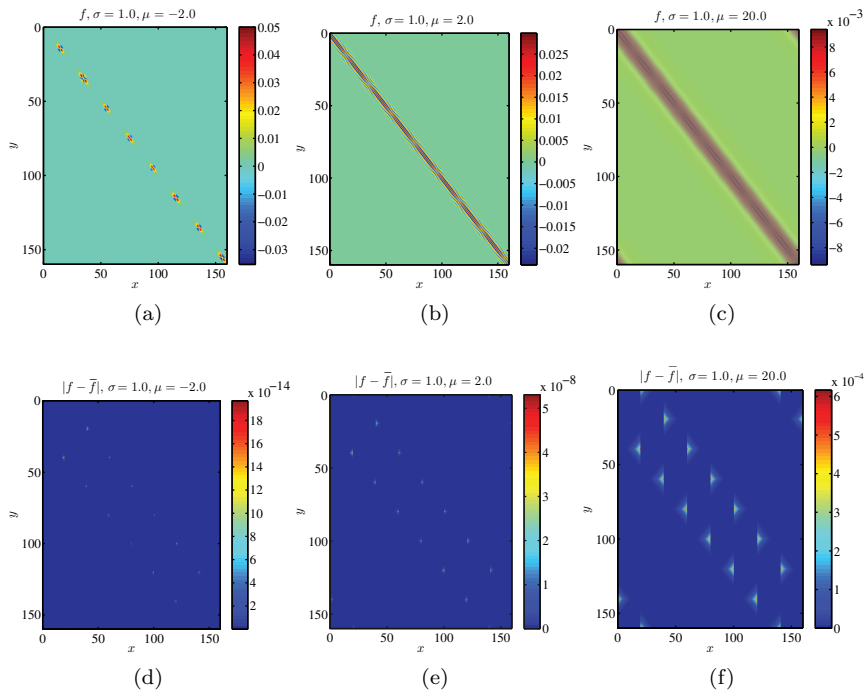 f, σ = 1.0, μ = −2.0
0
50
100
150
0 50 100 150
y
x
0.05
0.04
0.03
0.02
0.01
0
−0.01
−0.02
−0.03
(a)
f, σ = 1.0, μ = 2.0
0
50
100
150
0 50 100 150
y
x
0.025
0.02
0.015
0.01
0.005
0
−0.005
−0.01
−0.015
−0.02
(b)
f, σ = 1.0, μ = 20.0
0
50
100
150
0 50 100 150
y
x
x 10⁻³
8
6
4
2
0
−2
−4
−6
−8
(c)
|f − f̅|, σ = 1.0, μ = −2.0
0
50
100
150
0 50 100 150
y
x
x 10⁻¹⁴
18
16
14
12
10
8
6
4
2
(d)
|f − f̅|, σ = 1.0, μ = 2.0
0
50
100
150
0 50 100 150
y
x
x 10⁻⁸
5
4
3
2
1
0
(e)
|f − f̅|, σ = 1.0, μ = 20.0
0
50
100
150
0 50 100 150
y
x
x 10⁻⁴
6
5
4
3
2
1
0
(f)